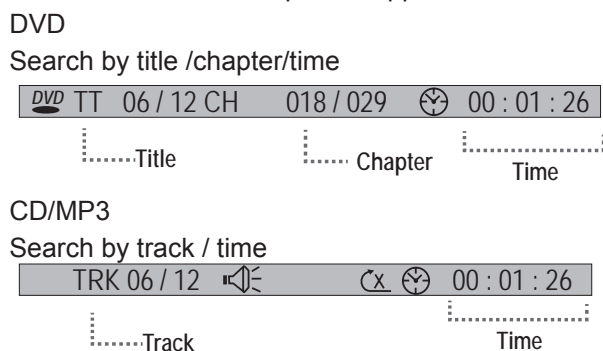 DVD
Search by title /chapter/time
DVD TT 06 / 12 CH 018 / 029 00 : 01 : 26
Title Chapter Time
CD/MP3
Search by track / time
TRK 06 / 12 X 00 : 01 : 26
Track Time